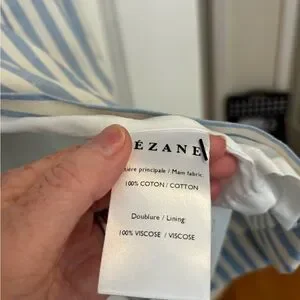 ÉZANE
ière principale / Main fabric:
100% COTON / COTTON
Doublure / Lining:
100% VISCOSE / VISCOSE